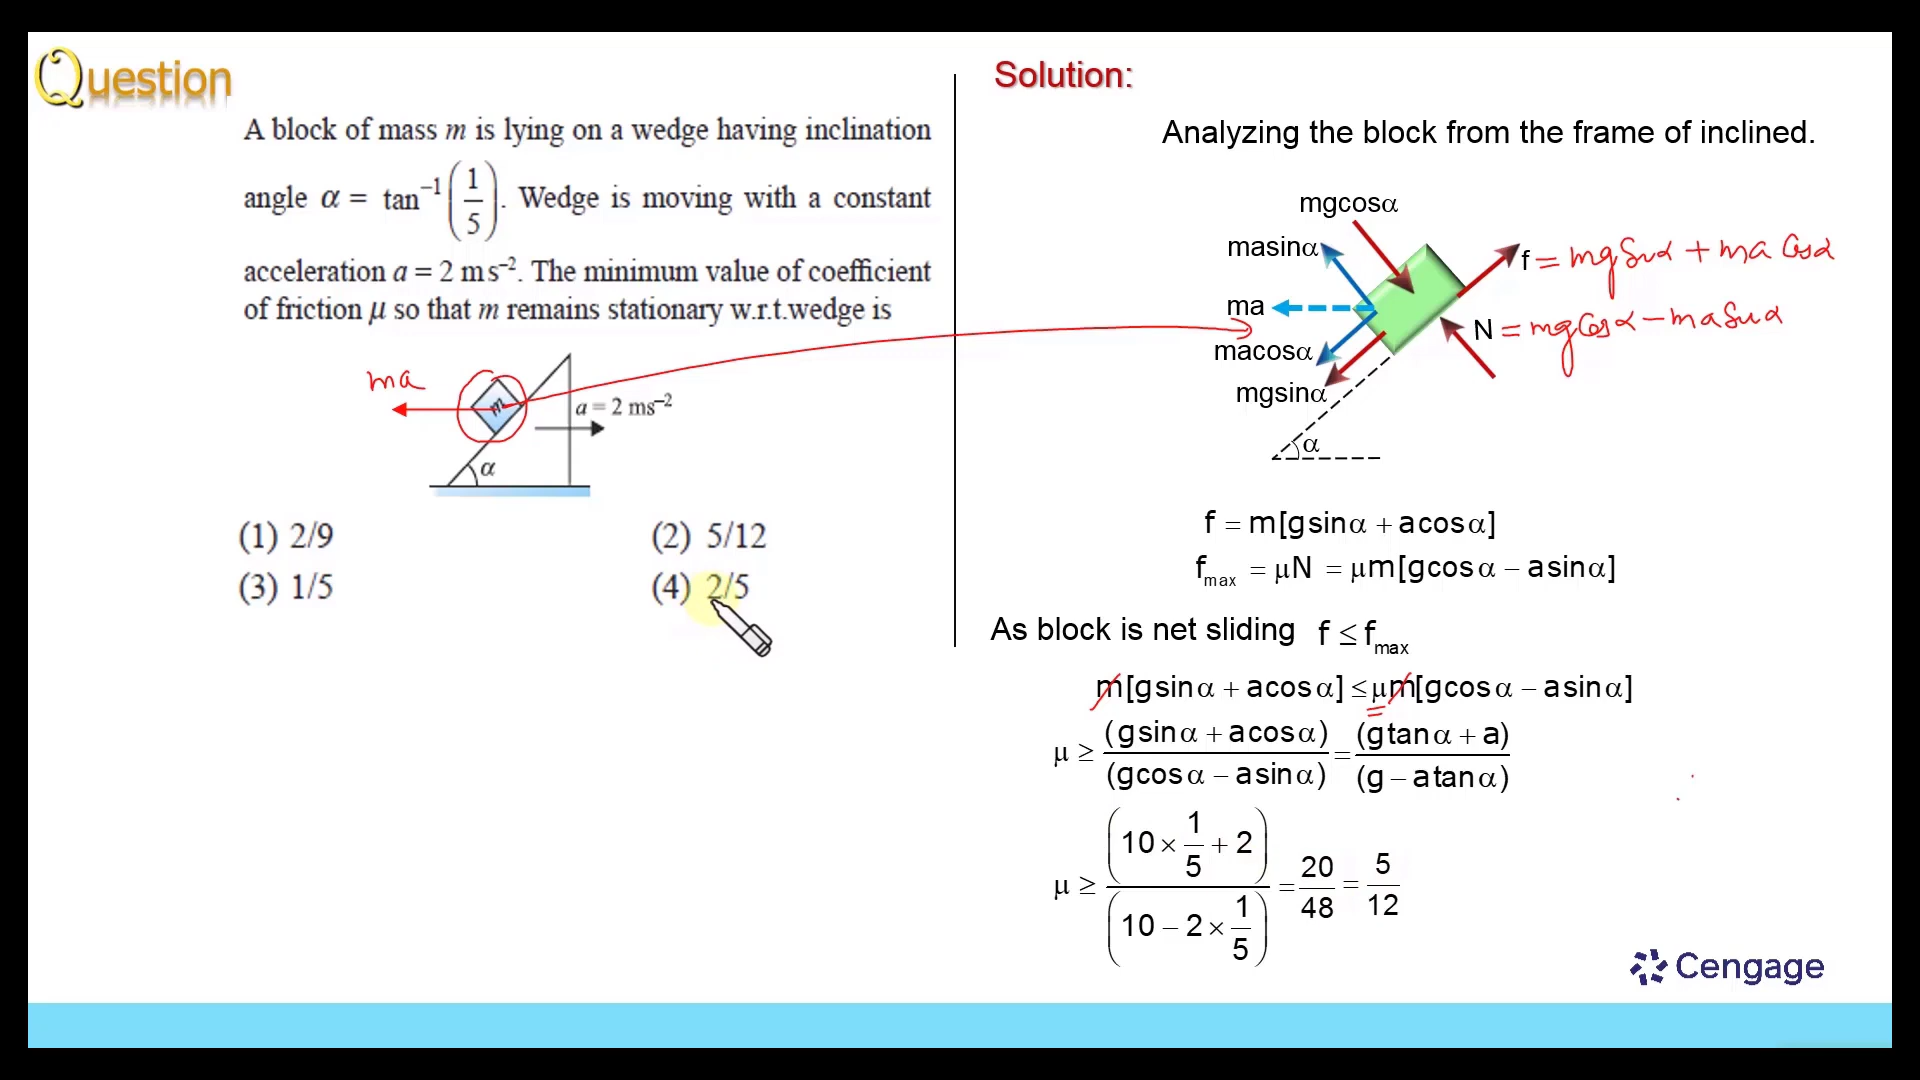 Question
A block of mass m is lying on a wedge having inclination
angle α = tan⁻¹(1/5). Wedge is moving with a constant
acceleration a = 2 m s⁻². The minimum value of coefficient
of friction μ so that m remains stationary w.r.t.wedge is
ma
m
a = 2 ms⁻²
α
(1) 2/9
(2) 5/12
(3) 1/5
(4) 2/5
Solution:
Analyzing the block from the frame of inclined.
mgcosα
masinα
f = mg Sinα + ma Cosα
ma
N = mg Cosα − ma Sinα
macosα
mgsinα
α
f = m[gsinα + acosα]
fmax = μN = μm[gcosα − asinα]
As block is net sliding f ≤ fmax
m[gsinα + acosα] ≤ μm[gcosα − asinα]
μ ≥ (gsinα + acosα)/(gcosα − asinα) = (gtanα + a)/(g − atanα)
μ ≥ (10 × 1/5 + 2)/(10 − 2 × 1/5) = 20/48 = 5/12
Cengage